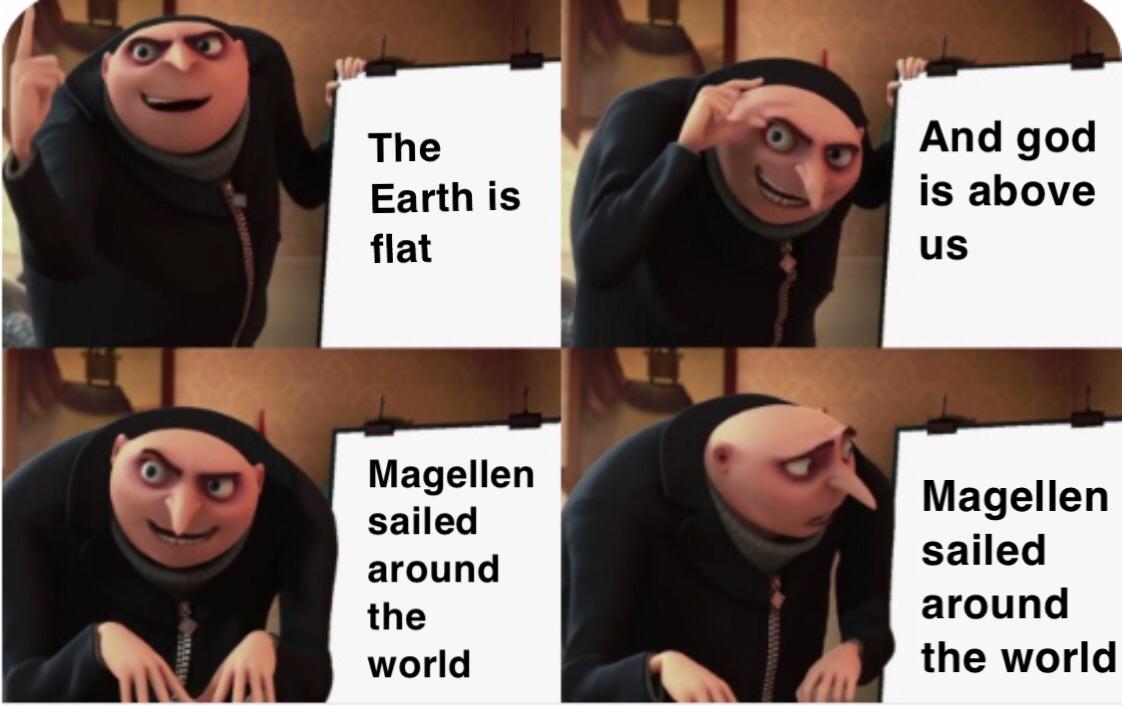 The
Earth is
flat
And god
is above
us
Magellen
sailed
around
the
world
Magellen
sailed
around
the world